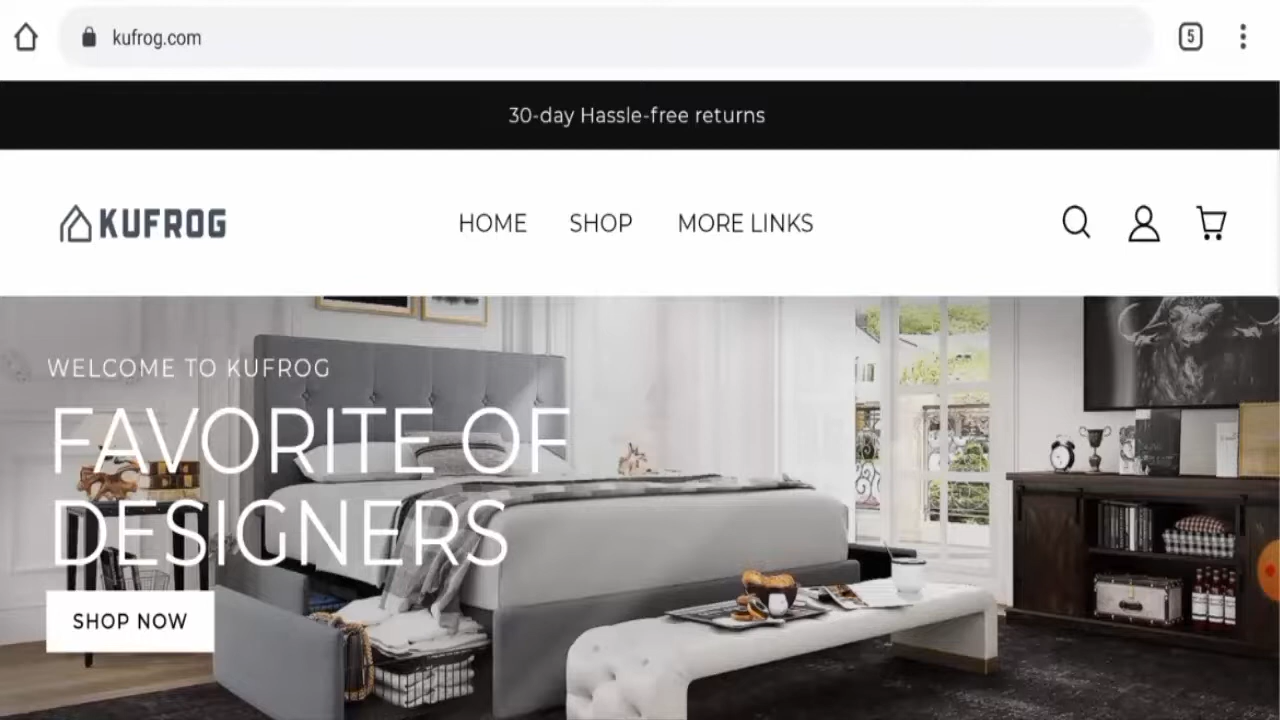 kufrog.com
5
30-day Hassle-free returns
KUFROG
HOME SHOP MORE LINKS
WELCOME TO KUFROG
FAVORITE OF
DESIGNERS
SHOP NOW